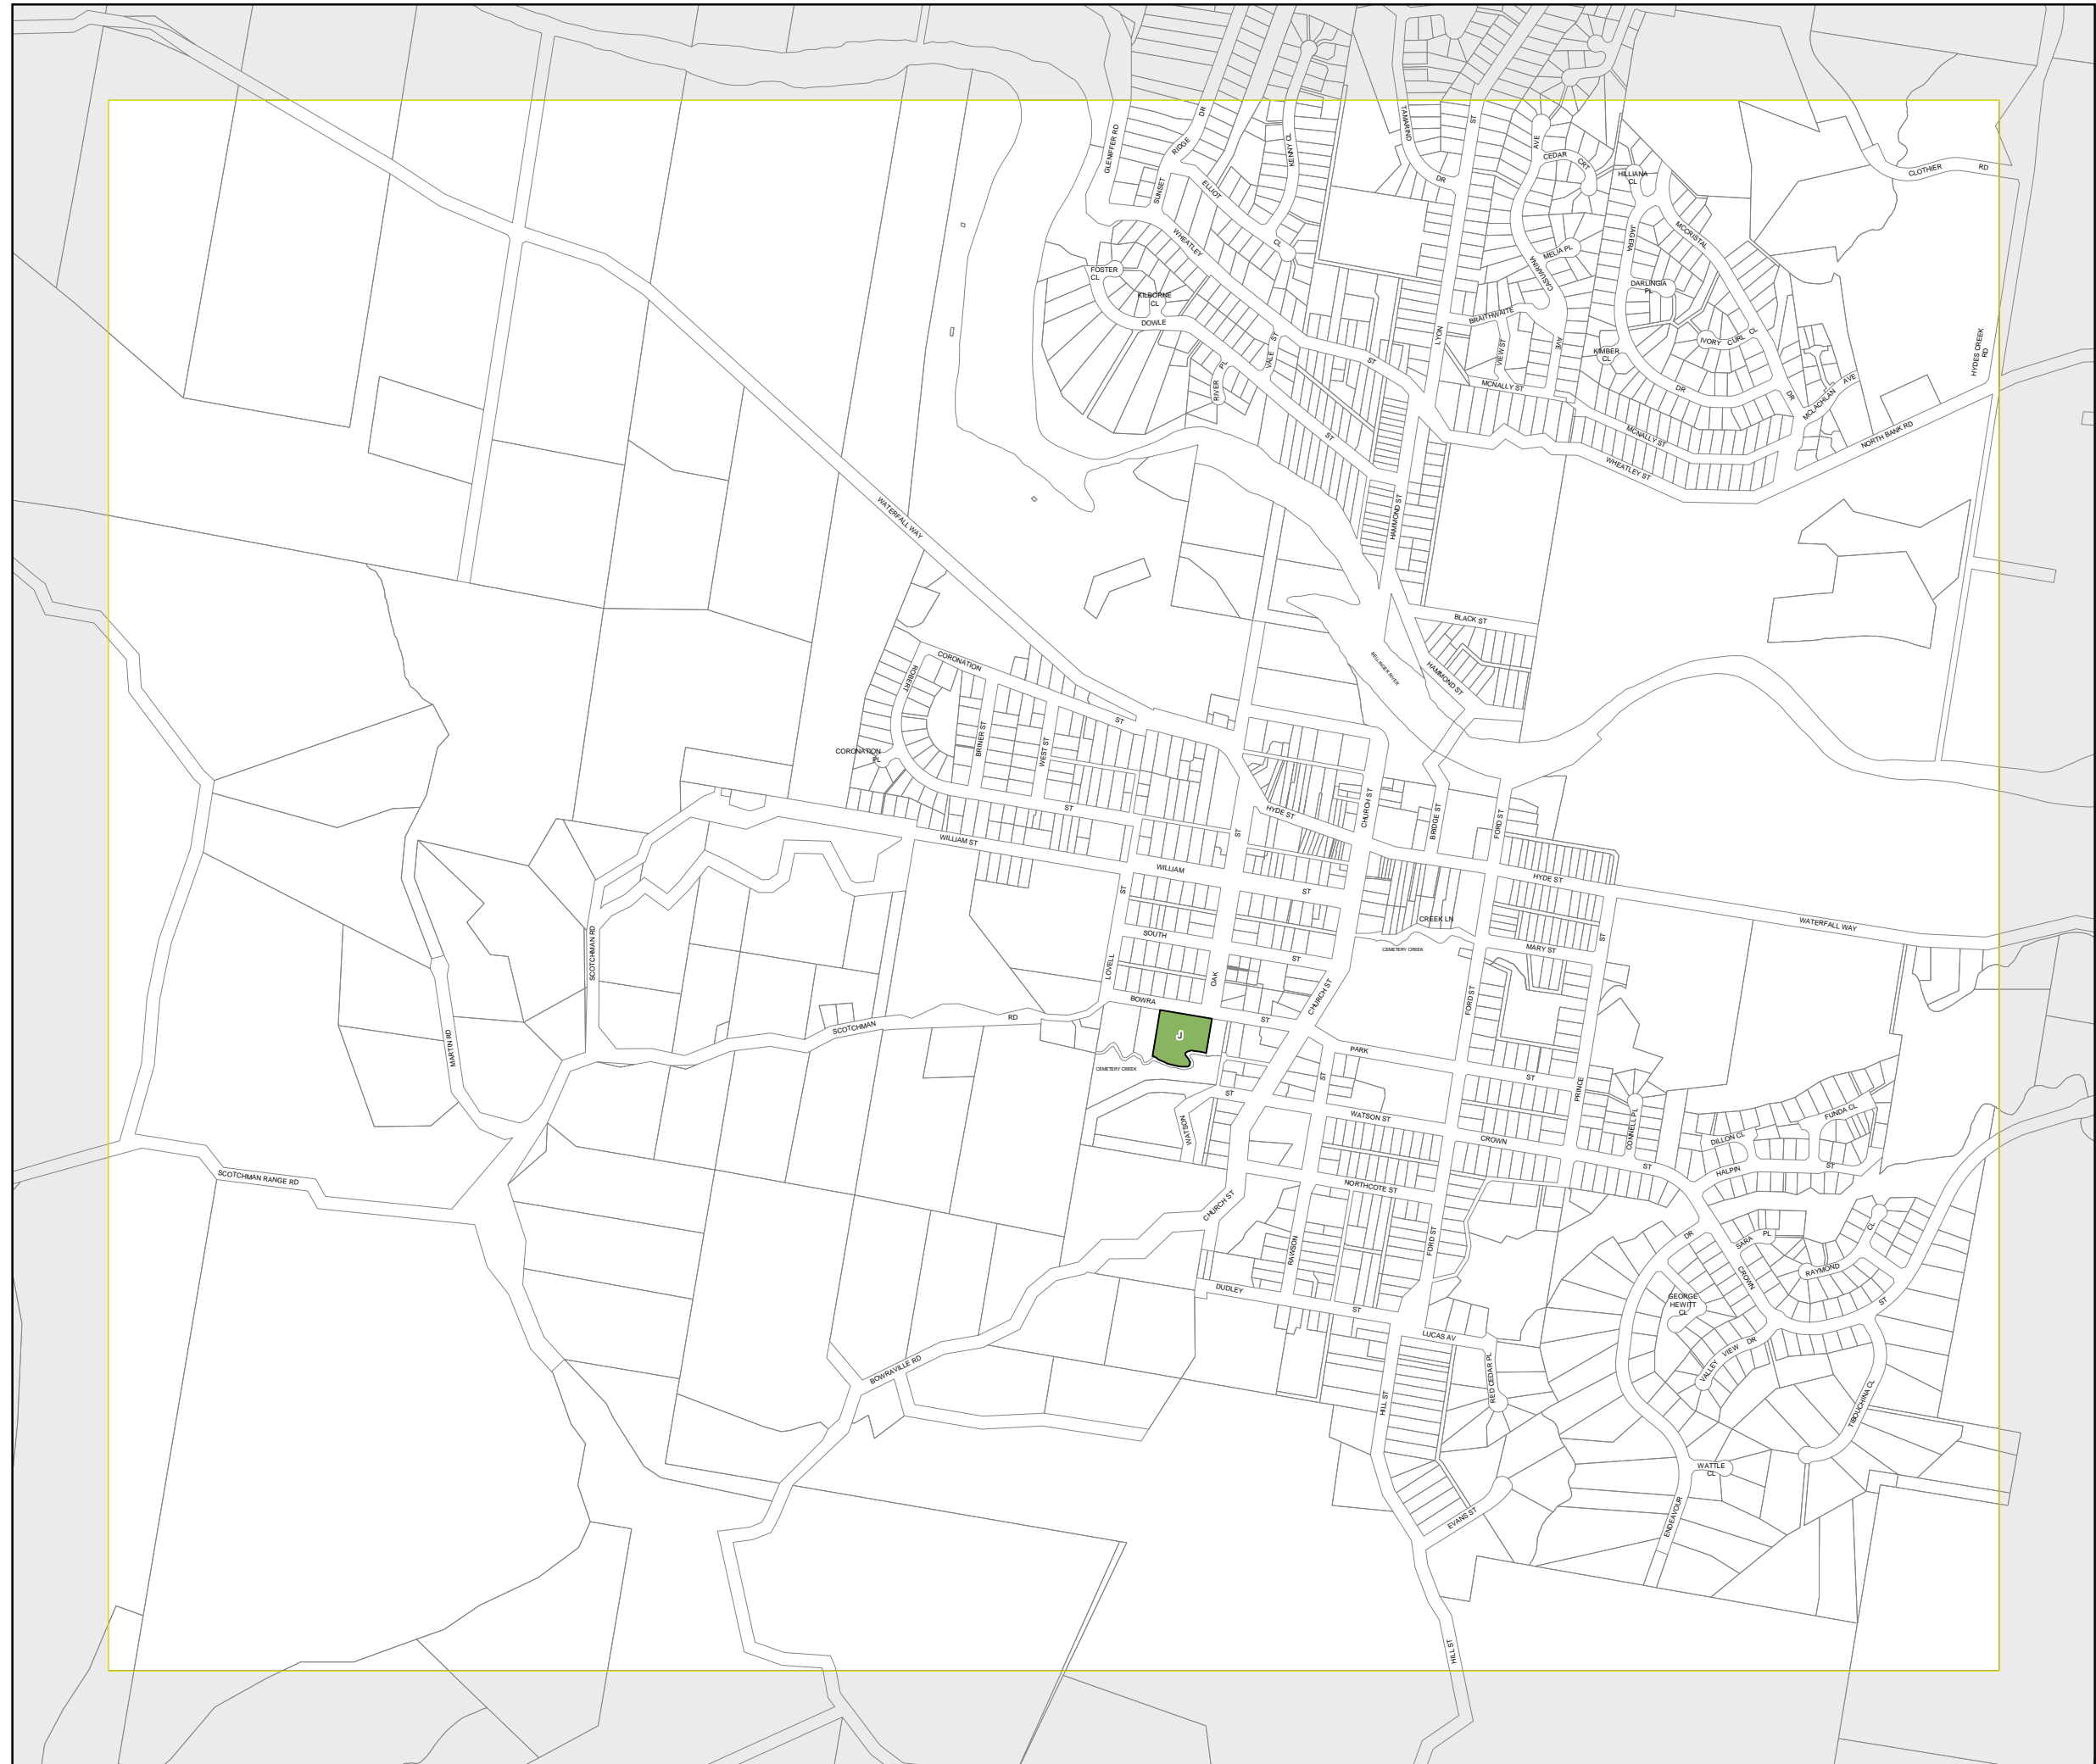 GLENIFFER RD
SUNSET
RIDGE
DR
ELLIOT
CL
KENNY CL
WHEATLEY
ST
TAMARIND
DR
ST
LYON
AVE
CEDAR
CRT
HILLIANA
CL
CLOTHIER
RD
MCCRISTAL
JAGERA
MELIA PL
CASUARINA
DARLINGIA
PL
FOSTER
CL
KILBORNE
CL
DOWLE
VALE
ST
RIVER
PL
ST
BRAITHWAITE
AVE
VIEW ST
MCNALLY ST
KIMBER
CL
IVORY
CURL
CL
DR
DR
MCLACHLAN
AVE
HYDES CREEK
RD
NORTH BANK RD
MCNALLY ST
WHEATLEY ST
HAMMOND ST
WATERFALL WAY
BLACK ST
HAMMOND ST
BELLINGER RIVER
CORONATION
ST
ROBERT
ST
CORONATION
PL
BRINER ST
WEST ST
HYDE ST
CHURCH ST
BRIDGE ST
FORD ST
ST
WILLIAM ST
WILLIAM
ST
HYDE ST
CREEK LN
WATERFALL WAY
CEMETERY CREEK
MARY ST
ST
SOUTH
ST
ST
LOVELL
OAK
SCOTCHMAN RD
BOWRA
ST
CHURCH ST
FORD ST
SCOTCHMAN
RD
J
CEMETERY CREEK
MARTIN RD
PARK
ST
ST
ST
PRINCE
WATSON
WATSON ST
CROWN
ST
CONNELL PL
DILLON CL
FUNDA CL
HALPIN
ST
SCOTCHMAN RANGE RD
NORTHCOTE ST
CHURCH ST
RAWSON
FORD ST
DR
SARA
PL
CL
RAYMOND
CROWN
ST
GEORGE
HEWITT
CL
DUDLEY
ST
LUCAS AV
VALLEY
VIEW
DR
BOWRAVILLE RD
RED CEDAR PL
HILL ST
TIBOUCHINA CL
WATTLE
CL
EVANS ST
ENDEAVOUR
HILL ST